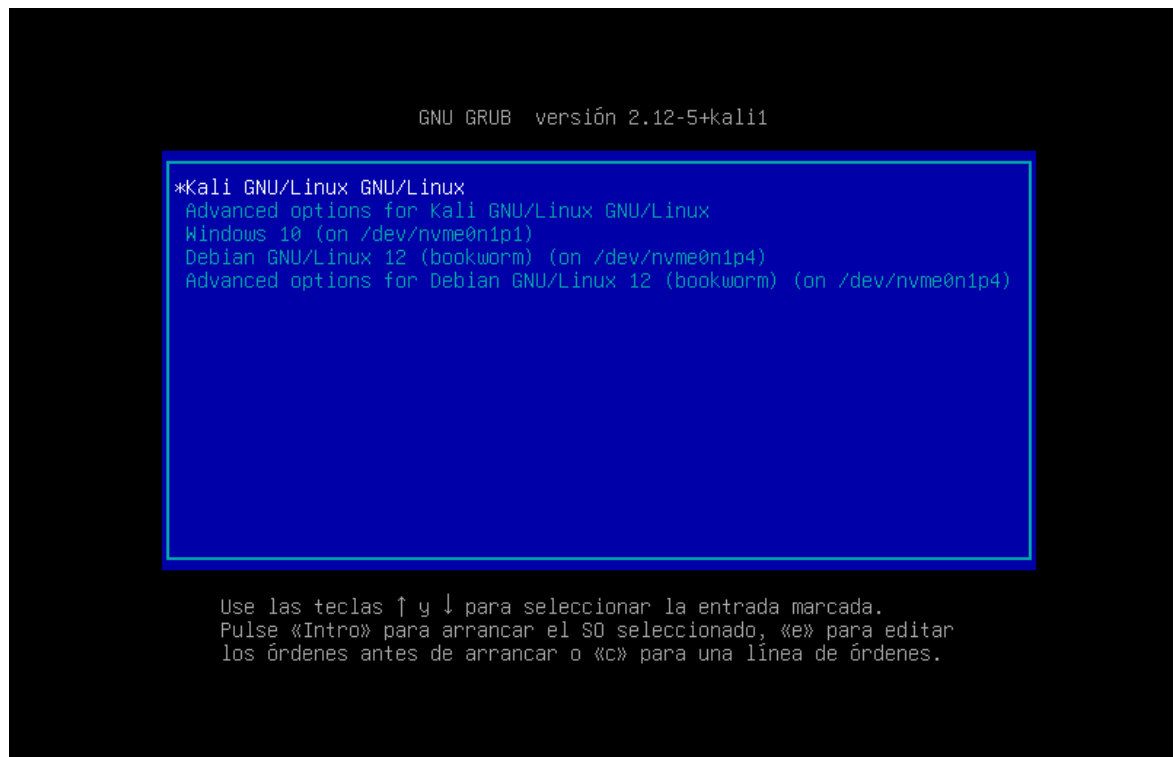 GNU GRUB versión 2.12-5+kali1
*Kali GNU/Linux GNU/Linux
Advanced options for Kali GNU/Linux GNU/Linux
Windows 10 (on /dev/nvme0n1p1)
Debian GNU/Linux 12 (bookworm) (on /dev/nvme0n1p4)
Advanced options for Debian GNU/Linux 12 (bookworm) (on /dev/nvme0n1p4)
Use las teclas ↑ y ↓ para seleccionar la entrada marcada.
Pulse «Intro» para arrancar el SO seleccionado, «e» para editar
los órdenes antes de arrancar o «c» para una línea de órdenes.